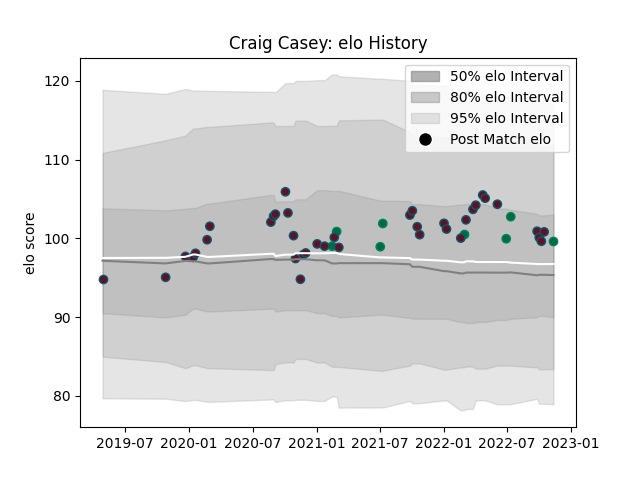 Craig Casey: elo History
50% elo Interval
80% elo Interval
95% elo Interval
Post Match elo
elo score
120
110
100
90
80
2019-07 2020-01 2020-07 2021-01 2021-07 2022-01 2022-07 2023-01